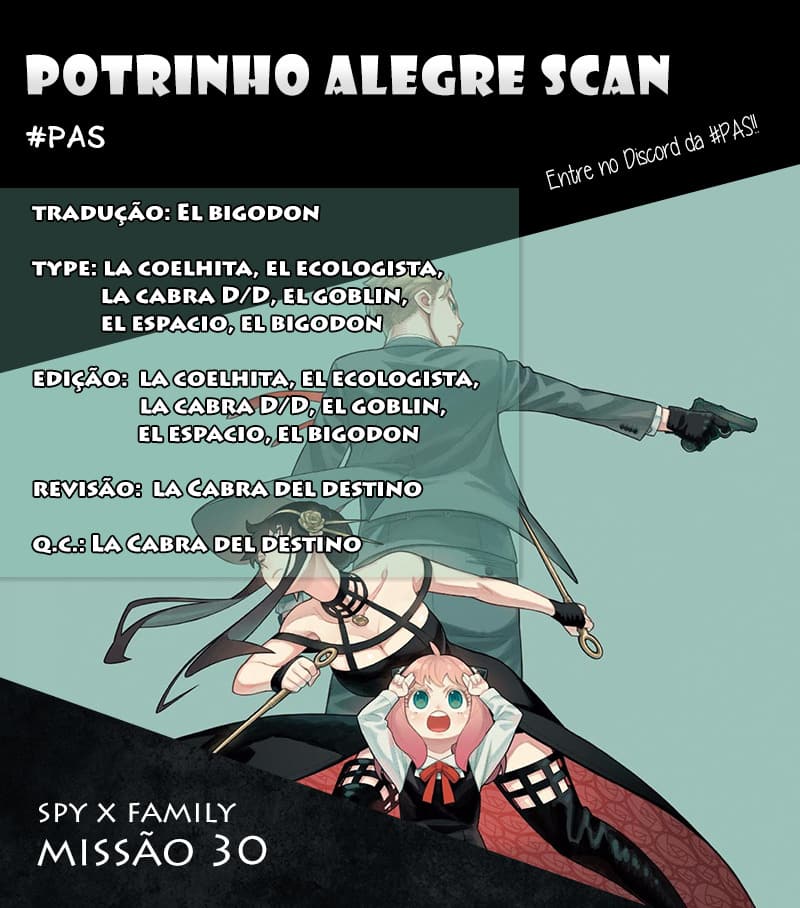 POTRINHO ALEGRE SCAN
#PAS
Entre no Discord da #PAS!!
TRADUÇÃO: EL BIGODON
TYPE: LA COELHITA, EL ECOLOGISTA,
LA CABRA D/D, EL GOBLIN,
EL ESPACIO, EL BIGODON
EDIÇÃO: LA COELHITA, EL ECOLOGISTA,
LA CABRA D/D, EL GOBLIN,
EL ESPACIO, EL BIGODON
REVISÃO: LA CABRA DEL DESTINO
Q.C.: LA CABRA DEL DESTINO
SPY X FAMILY
MISSÃO 30